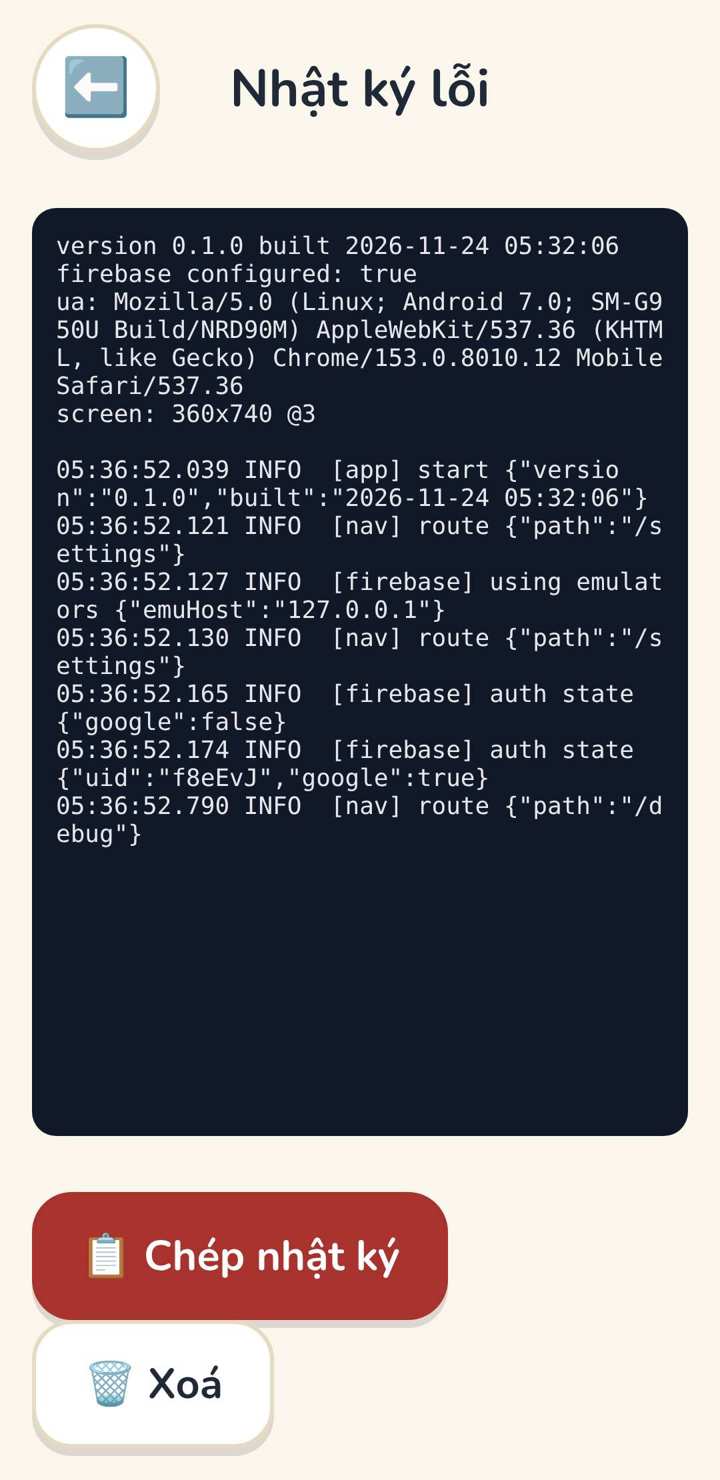 Nhật ký lỗi
version 0.1.0 built 2026-11-24 05:32:06
firebase configured: true
ua: Mozilla/5.0 (Linux; Android 7.0; SM-G9
50U Build/NRD90M) AppleWebKit/537.36 (KHTM
L, like Gecko) Chrome/153.0.8010.12 Mobile
Safari/537.36
screen: 360x740 @3
05:36:52.039 INFO  [app] start {"versio
n":"0.1.0","built":"2026-11-24 05:32:06"}
05:36:52.121 INFO  [nav] route {"path":"/s
ettings"}
05:36:52.127 INFO  [firebase] using emulat
ors {"emuHost":"127.0.0.1"}
05:36:52.130 INFO  [nav] route {"path":"/s
ettings"}
05:36:52.165 INFO  [firebase] auth state
{"google":false}
05:36:52.174 INFO  [firebase] auth state
{"uid":"f8eEvJ","google":true}
05:36:52.790 INFO  [nav] route {"path":"/d
ebug"}
Chép nhật ký
Xoá